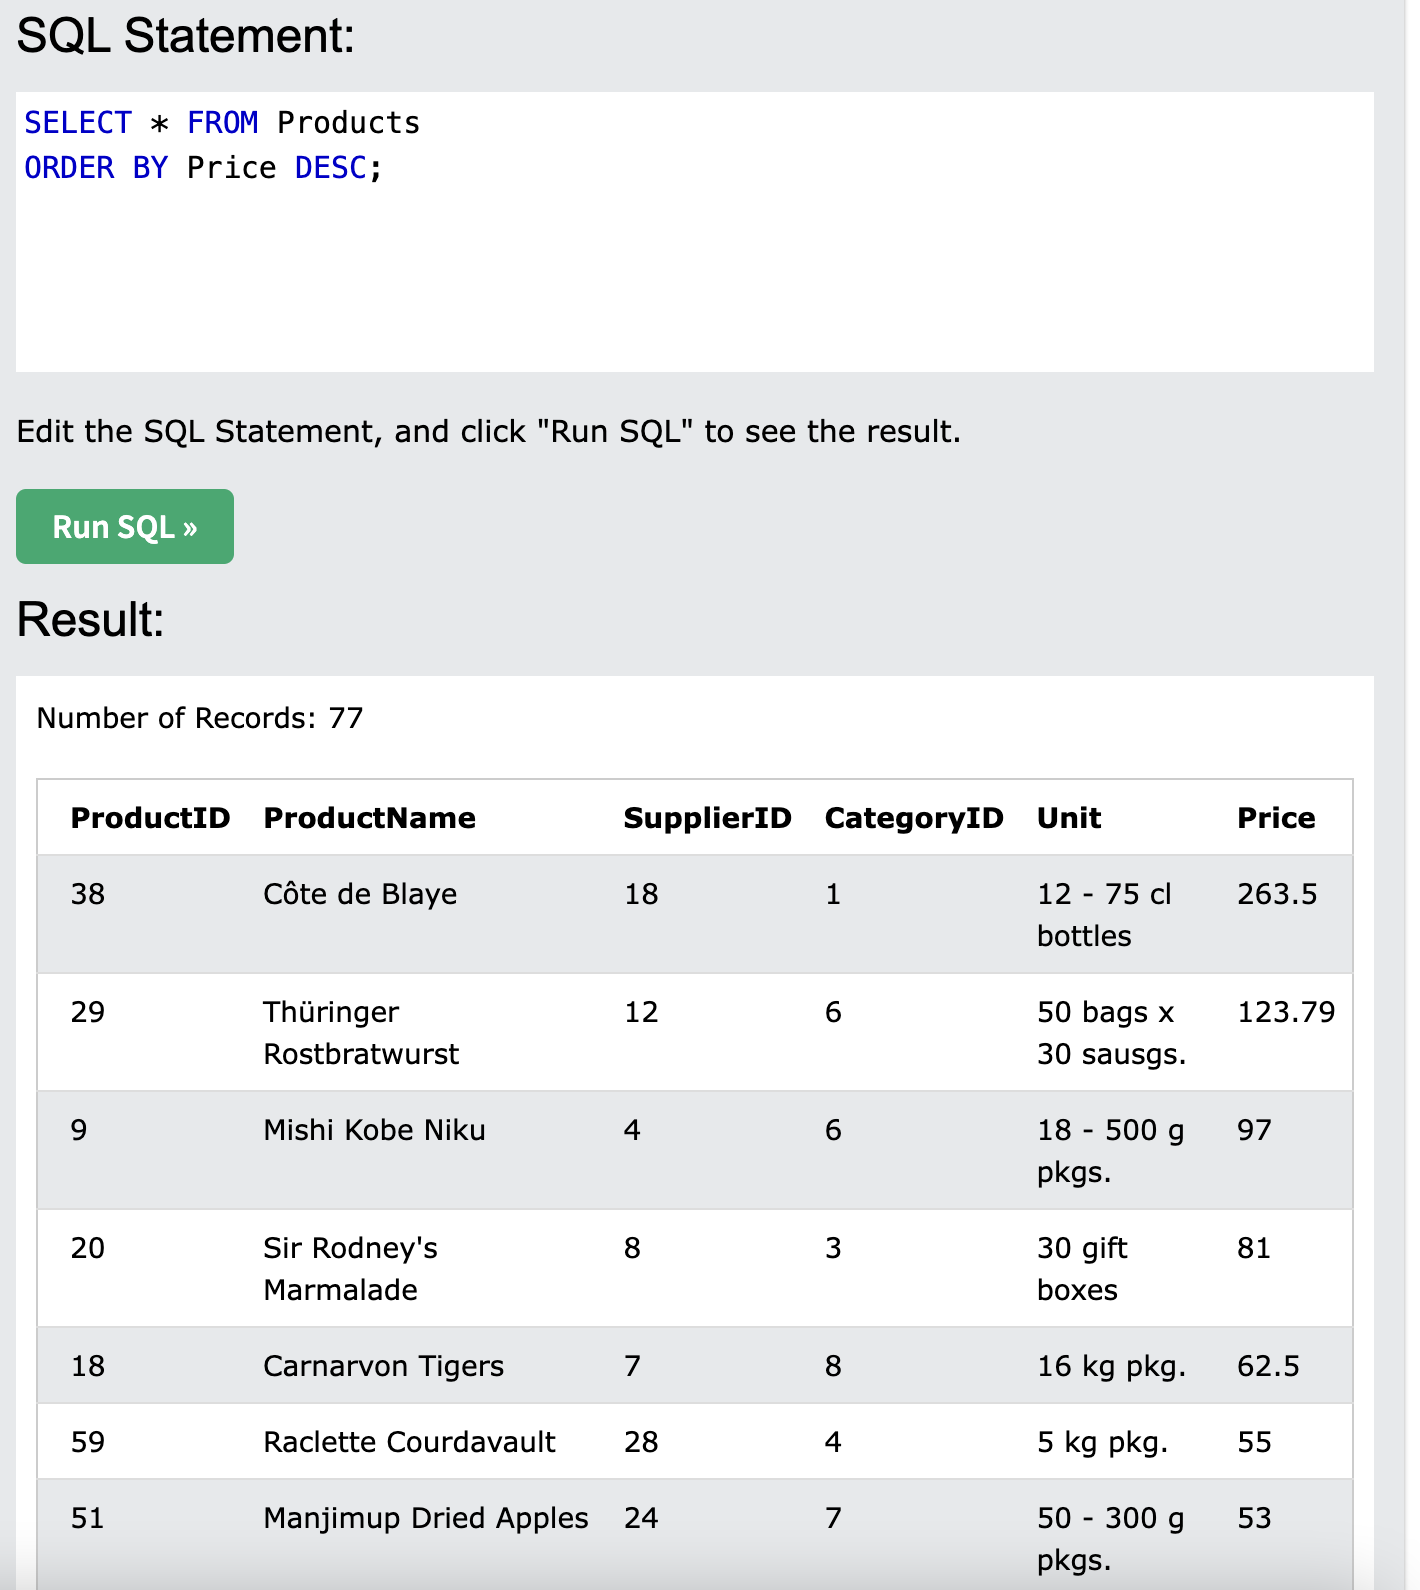 SQL Statement:
SELECT * FROM Products
ORDER BY Price DESC;
Edit the SQL Statement, and click "Run SQL" to see the result.
Run SQL »
Result:
Number of Records: 77
ProductID ProductName SupplierID CategoryID Unit Price
38 Côte de Blaye 18 1 12 - 75 cl 263.5
bottles
29 Thüringer 12 6 50 bags x 123.79
Rostbratwurst 30 sausgs.
9 Mishi Kobe Niku 4 6 18 - 500 g 97
pkgs.
20 Sir Rodney's 8 3 30 gift 81
Marmalade boxes
18 Carnarvon Tigers 7 8 16 kg pkg. 62.5
59 Raclette Courdavault 28 4 5 kg pkg. 55
51 Manjimup Dried Apples 24 7 50 - 300 g 53
pkgs.